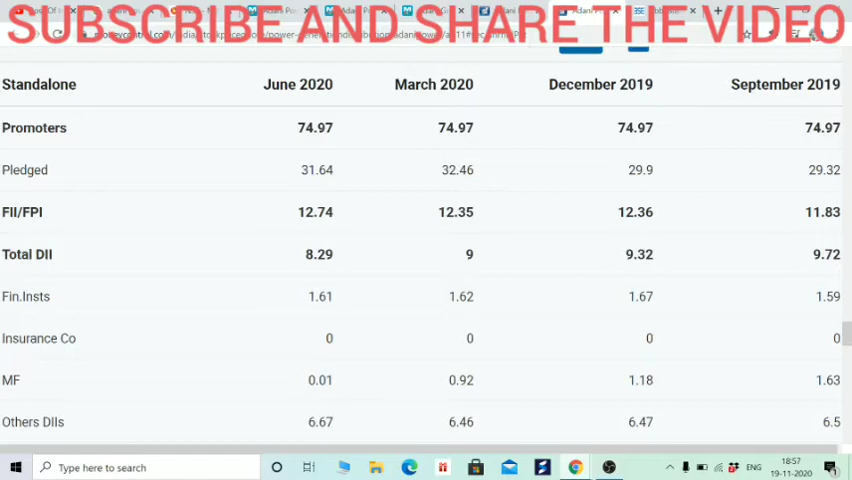 SUBSCRIBE AND SHARE THE VIDEO
Standalone June 2020 March 2020 December 2019 September 2019
Promoters 74.97 74.97 74.97 74.97
Pledged 31.64 32.46 29.9 29.32
FII/FPI 12.74 12.35 12.36 11.83
Total DII 8.29 9 9.32 9.72
Fin.Insts 1.61 1.62 1.67 1.59
Insurance Co 0 0 0 0
MF 0.01 0.92 1.18 1.63
Others DIIs 6.67 6.46 6.47 6.5
Type here to search ENG 18:57
19-11-2020